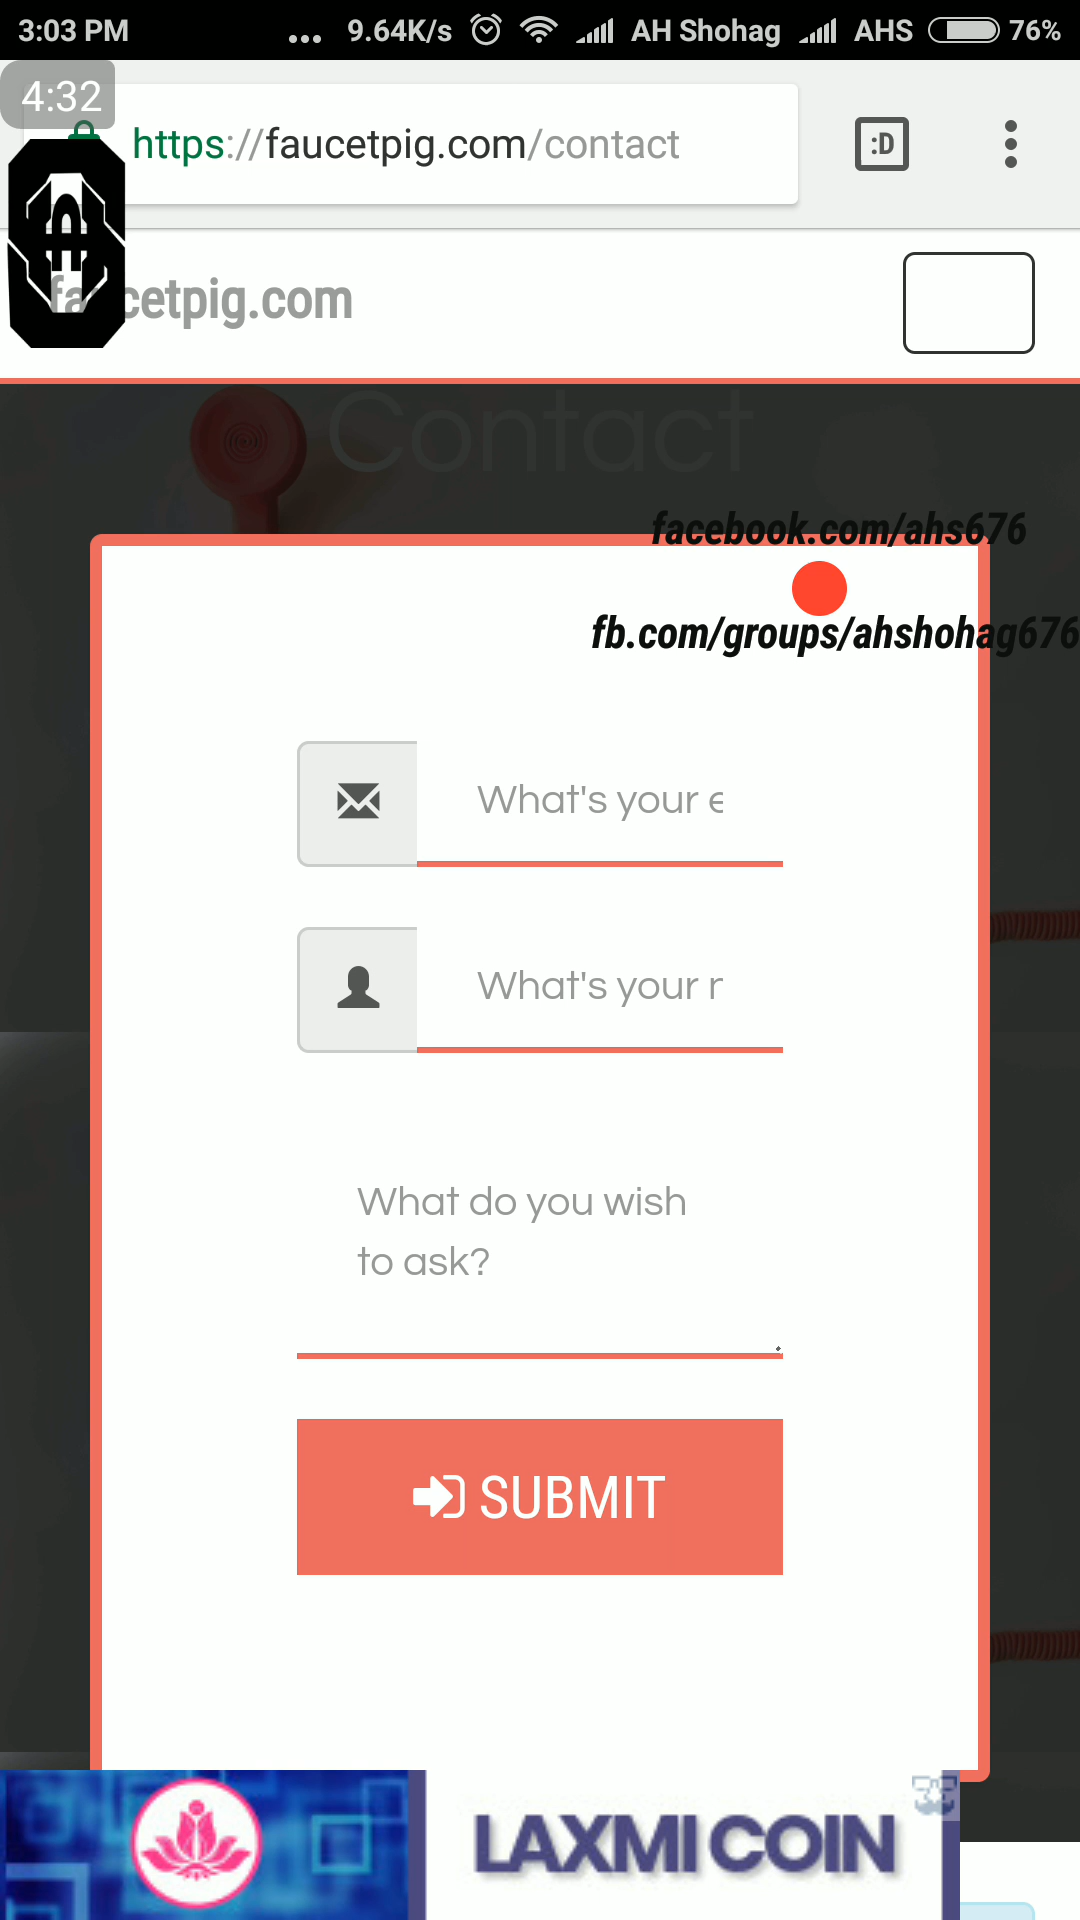 3:03 PM ... 9.64K/s AH Shohag AHS 76%
4:32
https://faucetpig.com/contact :D
faucetpig.com
Contact
facebook.com/ahs676
fb.com/groups/ahshohag676
What's your e
What's your r
What do you wish
to ask?
SUBMIT
LAXMI COIN